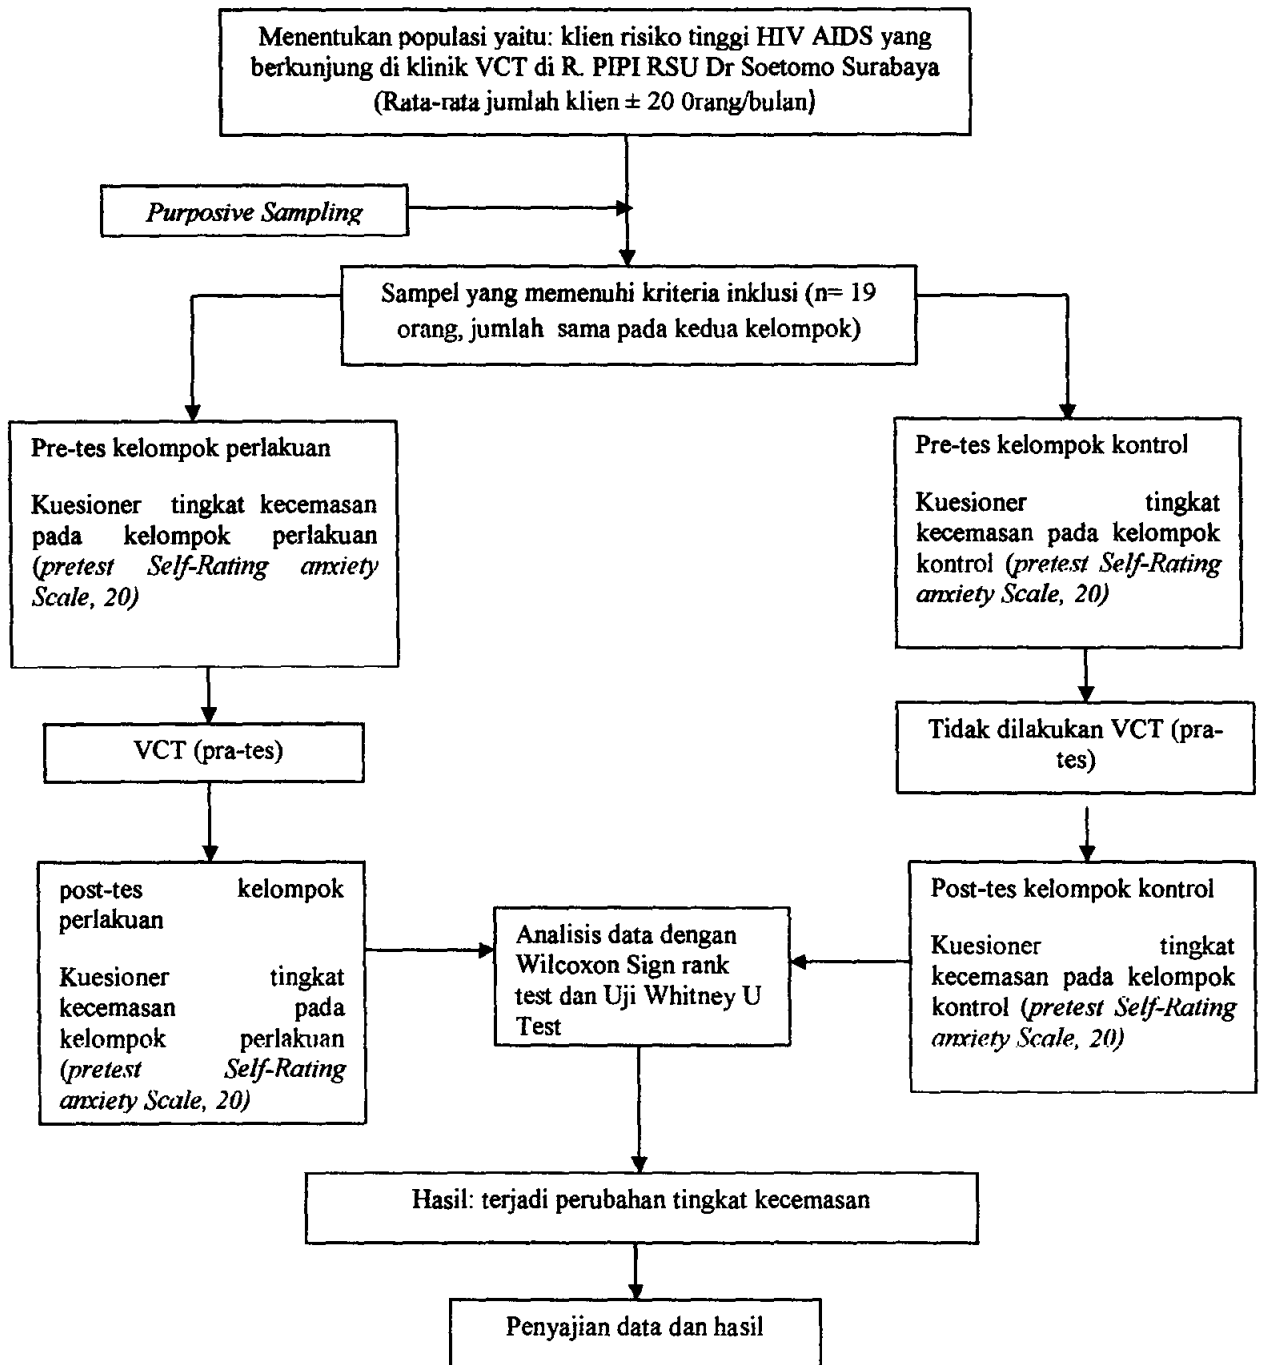 Menentukan populasi yaitu: klien risiko tinggi HIV AIDS yang
berkunjung di klinik VCT di R. PIPI RSU Dr Soetomo Surabaya
(Rata-rata jumlah klien ± 20 0rang/bulan)
Purposive Sampling
Sampel yang memenuhi kriteria inklusi (n= 19
orang, jumlah sama pada kedua kelompok)
Pre-tes kelompok perlakuan
Kuesioner tingkat kecemasan
pada kelompok perlakuan
(pretest Self-Rating anxiety
Scale, 20)
Pre-tes kelompok kontrol
Kuesioner tingkat
kecemasan pada kelompok
kontrol (pretest Self-Rating
anxiety Scale, 20)
VCT (pra-tes)
Tidak dilakukan VCT (pra-
tes)
post-tes kelompok
perlakuan
Kuesioner tingkat
kecemasan pada
kelompok perlakuan
(pretest Self-Rating
anxiety Scale, 20)
Analisis data dengan
Wilcoxon Sign rank
test dan Uji Whitney U
Test
Post-tes kelompok kontrol
Kuesioner tingkat
kecemasan pada kelompok
kontrol (pretest Self-Rating
anxiety Scale, 20)
Hasil: terjadi perubahan tingkat kecemasan
Penyajian data dan hasil